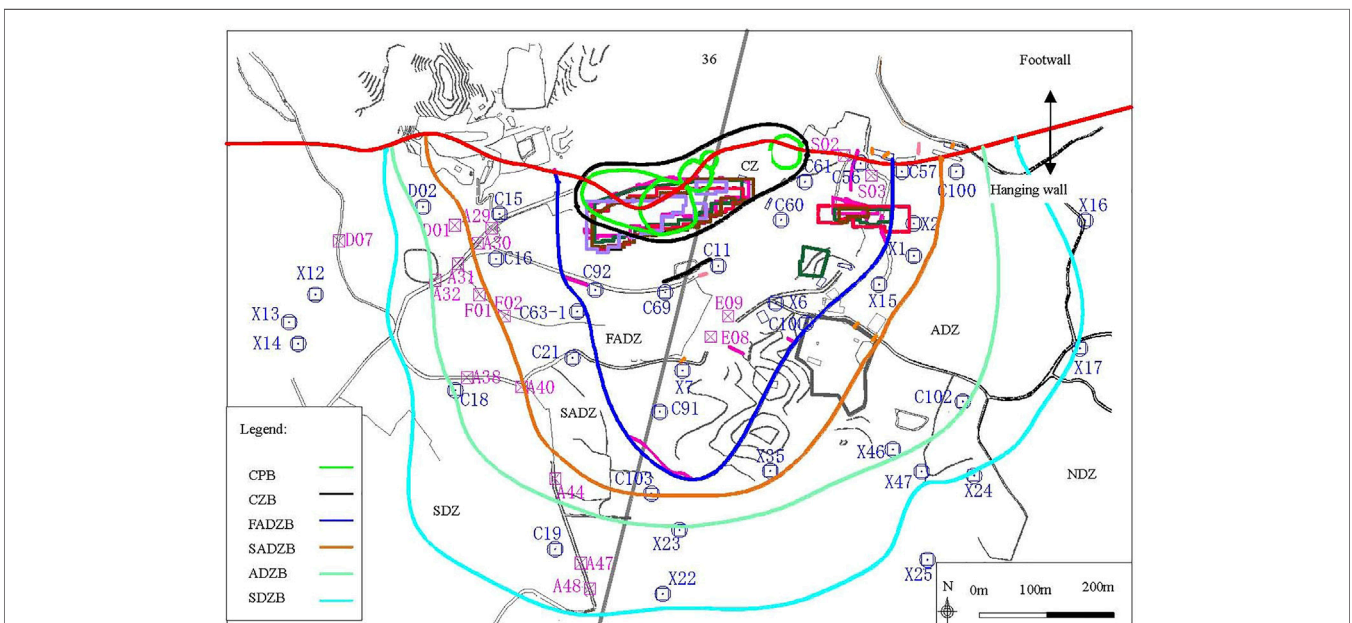 36
Footwall
S02
CZ
C61
C56
C57
S03
C100
Hanging wall
D02
A29
C15
D01
A30
C60
X2
X16
D07
C16
C11
X1
X12
A31
A32
C92
C69
X15
F01
F02
X6
X13
C63-1
E09
X14
FADZ
E08
ADZ
C21
X17
A38
X7
C18
A40
C102
SADZ
C91
Legend:
X46
X35
X47
CPB
C103
X24
NDZ
CZB
A44
SDZ
FADZB
C19
X23
SADZB
A47
X25
ADZB
A48
X22
N
0m
100m
200m
SDZB